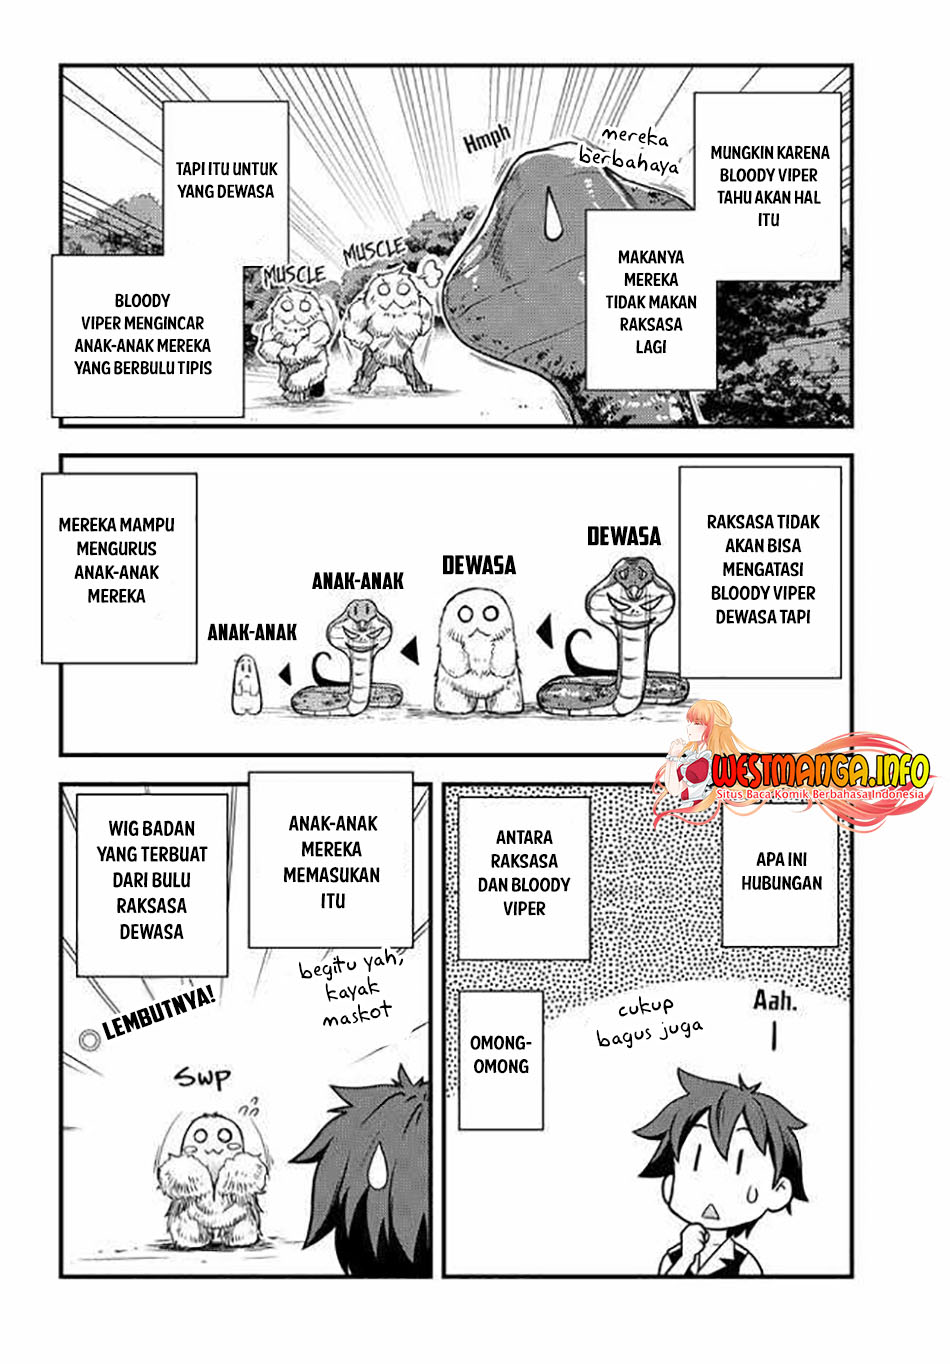 MUNGKIN KARENA
BLOODY VIPER
TAHU AKAN HAL
ITU
MAKANYA
MEREKA
TIDAK MAKAN
RAKSASA
LAGI
mereka
berbahaya
Hmph
MUSCLE
MUSCLE
TAPI ITU UNTUK
YANG DEWASA
BLOODY
VIPER MENGINCAR
ANAK-ANAK MEREKA
YANG BERBULU TIPIS
RAKSASA TIDAK
AKAN BISA
MENGATASI
BLOODY VIPER
DEWASA TAPI
DEWASA
DEWASA
ANAK-ANAK
ANAK-ANAK
MEREKA MAMPU
MENGURUS
ANAK-ANAK
MEREKA
WESTMANGA.INFO
Situs Baca Komik Berbahasa Indonesia
APA INI
HUBUNGAN
ANTARA
RAKSASA
DAN BLOODY
VIPER
Aah.
cukup
bagus juga
OMONG-
OMONG
ANAK-ANAK
MEREKA
MEMASUKAN
ITU
WIG BADAN
YANG TERBUAT
DARI BULU
RAKSASA
DEWASA
begitu yah,
kayak
maskot
LEMBUTNYA!
SWP